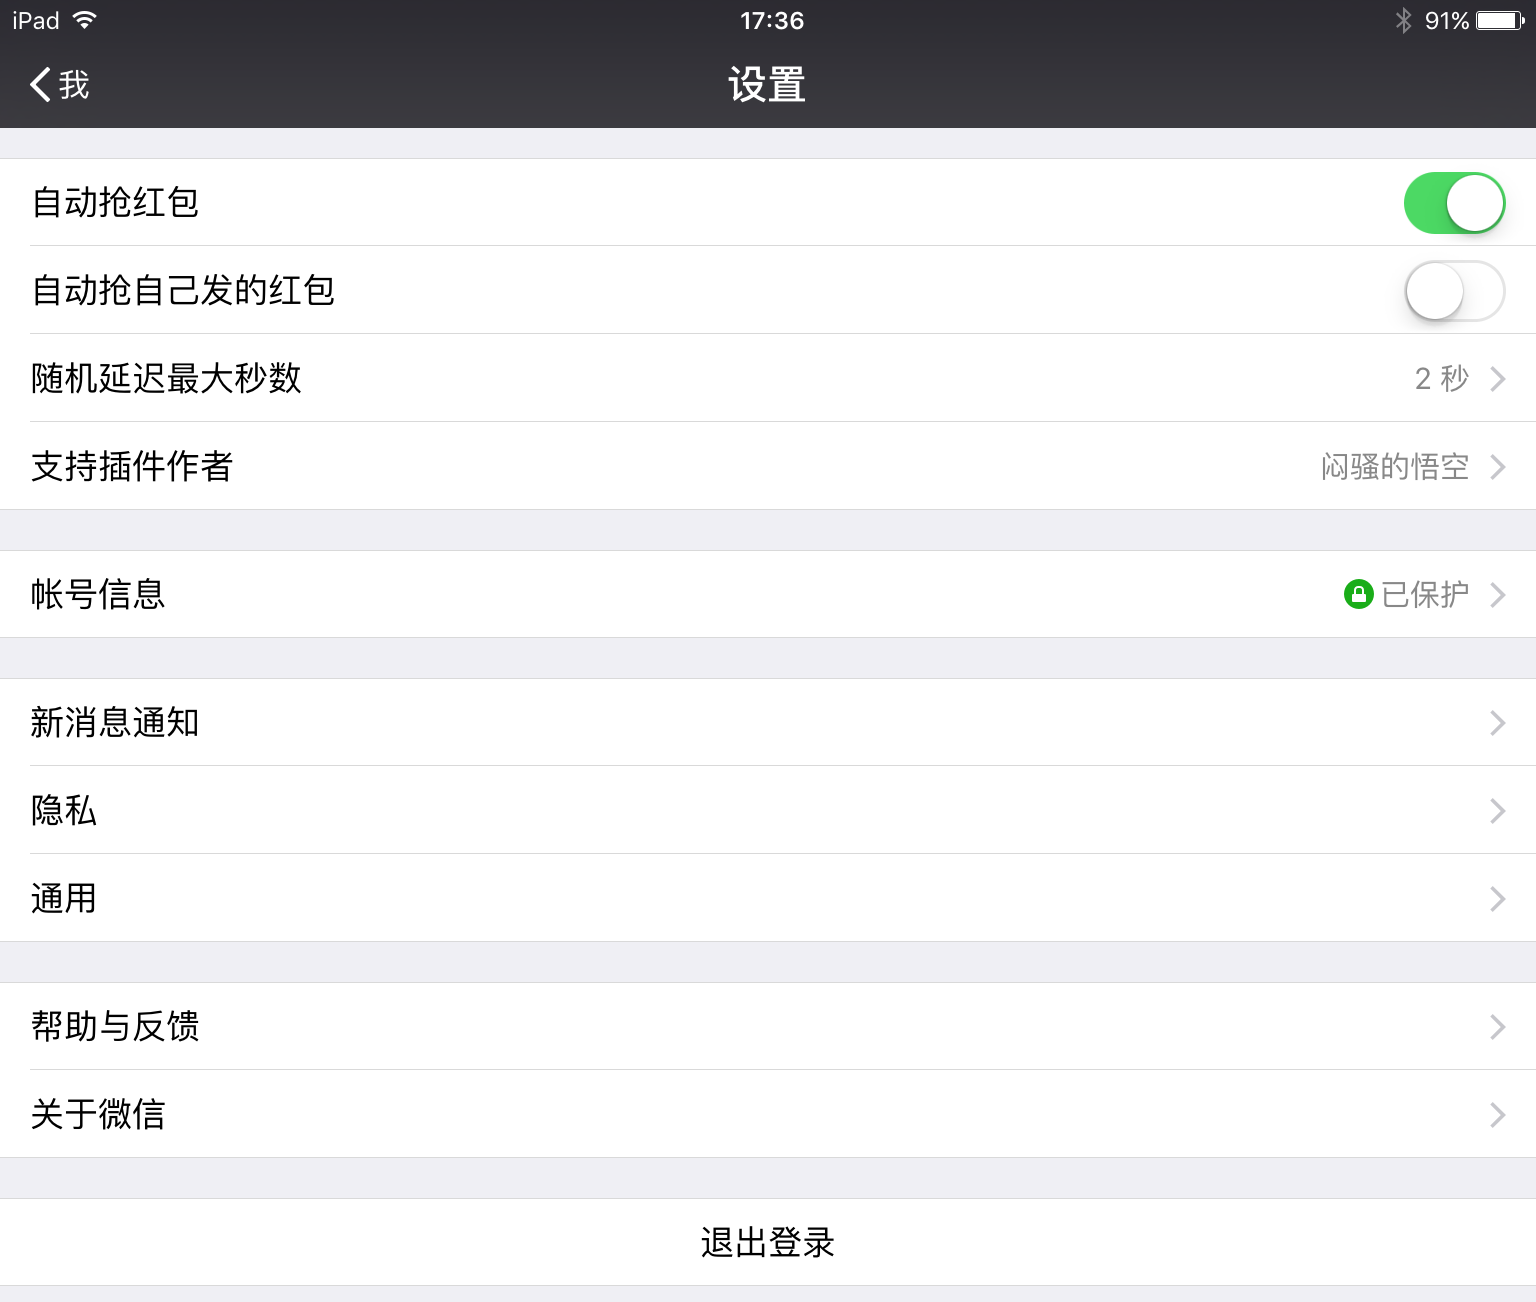 iPad 17:36 91%
我 设置
自动抢红包
自动抢自己发的红包
随机延迟最大秒数 2 秒
支持插件作者 闷骚的悟空
帐号信息 已保护
新消息通知
隐私
通用
帮助与反馈
关于微信
退出登录